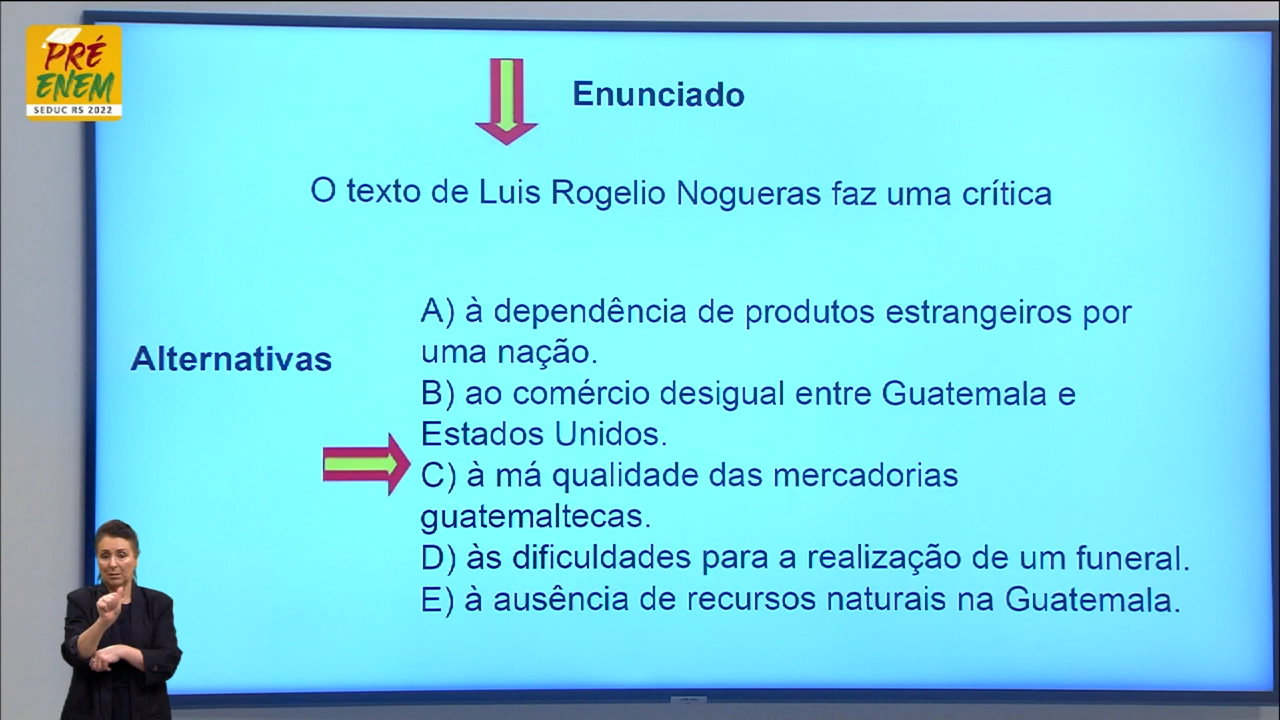 PRÉ
ENEM
SEDUC RS 2022
Enunciado
O texto de Luis Rogelio Nogueras faz uma crítica
Alternativas
A) à dependência de produtos estrangeiros por
uma nação.
B) ao comércio desigual entre Guatemala e
Estados Unidos.
C) à má qualidade das mercadorias
guatemaltecas.
D) às dificuldades para a realização de um funeral.
E) à ausência de recursos naturais na Guatemala.